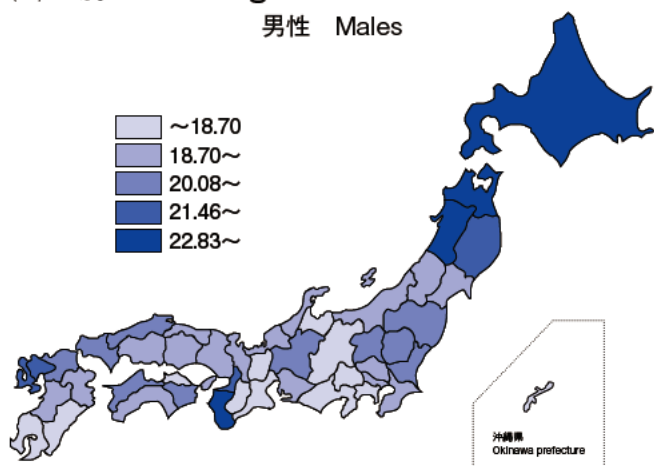 男性 Males
～18.70
18.70～
20.08～
21.46～
22.83～
沖縄県
Okinawa prefecture